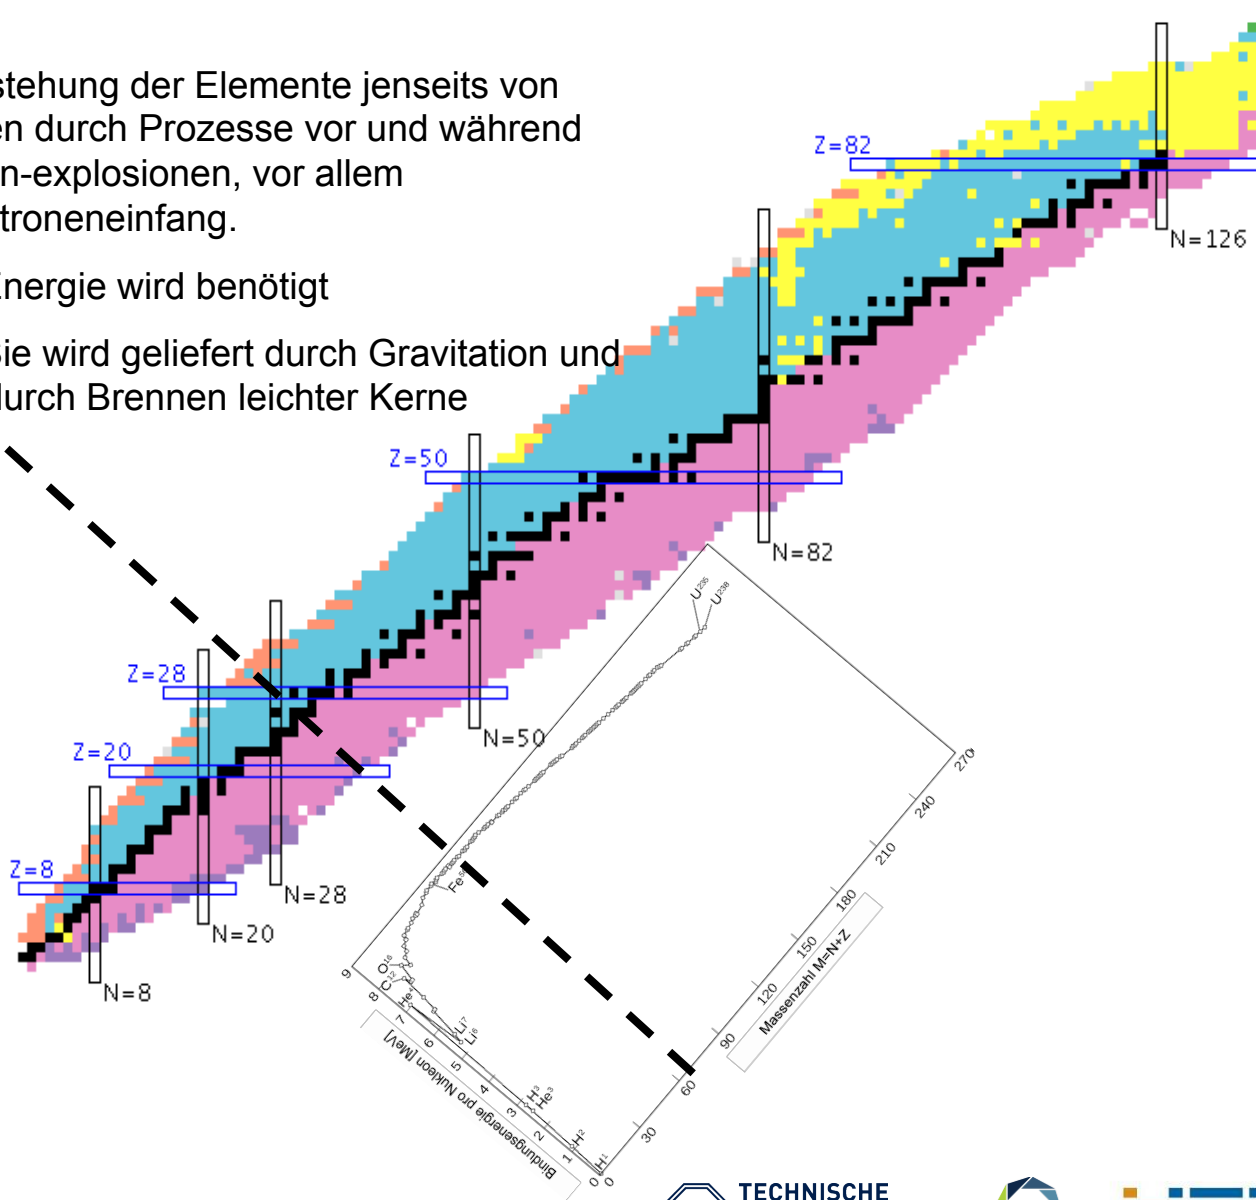 stehung der Elemente jenseits von
en durch Prozesse vor und während
n-explosionen, vor allem
troneneinfang.
Energie wird benötigt
Sie wird geliefert durch Gravitation und
durch Brennen leichter Kerne
Z=82
N=126
Z=50
N=82
Z=28
N=50
Z=20
N=28
Z=8
N=20
N=8
U²³⁵
U²³⁸
Fe⁵⁶
O¹⁶
C¹²
He⁴
Li⁷
Li⁶
H³
He³
H²
H¹
9
8
7
6
5
4
3
2
1
0
Bindungsenergie pro Nukleon [MeV]
0
30
60
90
120
150
180
210
240
270
Massenzahl M=N+Z
TECHNISCHE